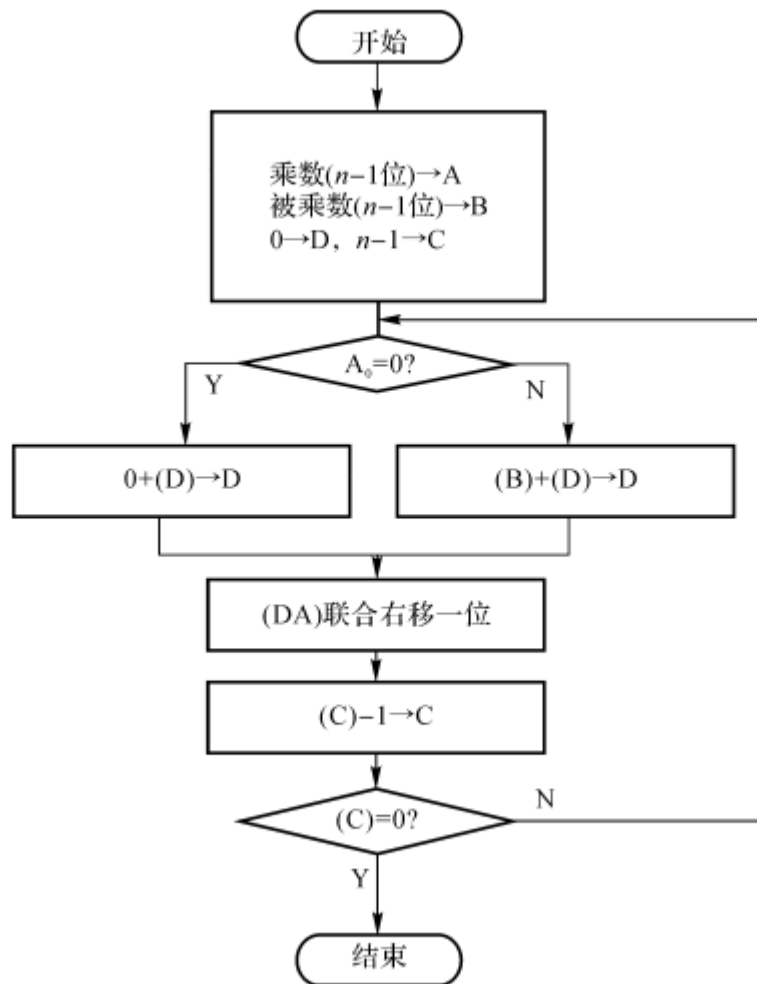 开始
乘数(n−1位)→A
被乘数(n−1位)→B
0→D，n−1→C
A₀=0?
Y
N
0+(D)→D
(B)+(D)→D
(DA)联合右移一位
(C)−1→C
(C)=0?
N
Y
结束